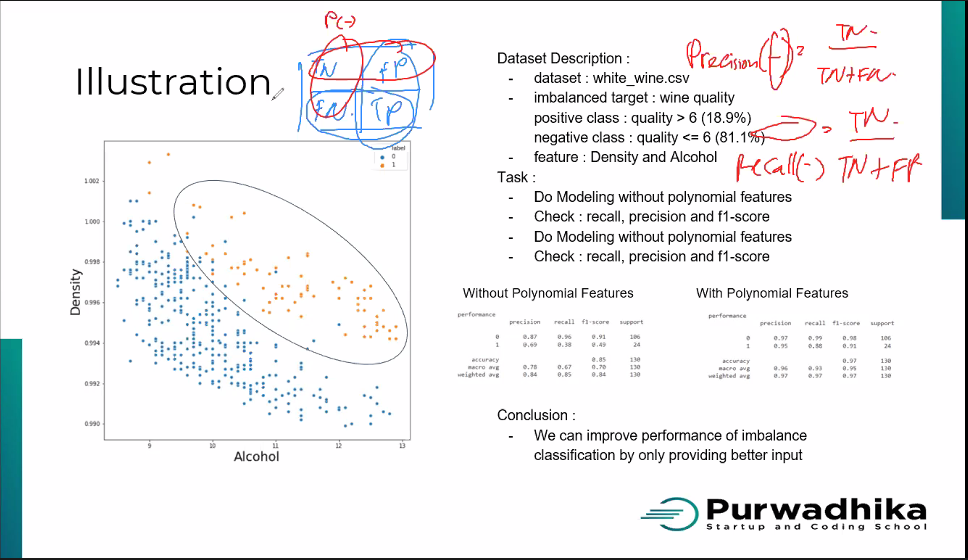 P(-)
TN FP
FN. TP
Illustration
Precision(-) = TN
TN+FN
Dataset Description :
- dataset : white_wine.csv
- imbalanced target : wine quality
positive class : quality > 6 (18.9%)
negative class : quality <= 6 (81.1%)
- feature : Density and Alcohol
= TN
recall(-) TN + FP
Task :
- Do Modeling without polynomial features
- Check : recall, precision and f1-score
- Do Modeling without polynomial features
- Check : recall, precision and f1-score
label
0
1
1.002
1.000
0.998
0.996
0.994
0.992
0.990
Density
9 10 11 12 13
Alcohol
Without Polynomial Features
performance
precision recall f1-score support
0 0.87 0.96 0.91 106
1 0.69 0.38 0.49 24
accuracy 0.85 130
macro avg 0.78 0.67 0.70 130
weighted avg 0.84 0.85 0.84 130
With Polynomial Features
performance
precision recall f1-score support
0 0.97 0.99 0.98 106
1 0.95 0.88 0.91 24
accuracy 0.97 130
macro avg 0.96 0.93 0.95 130
weighted avg 0.97 0.97 0.97 130
Conclusion :
- We can improve performance of imbalance
classification by only providing better input
Purwadhika
Startup and Coding School